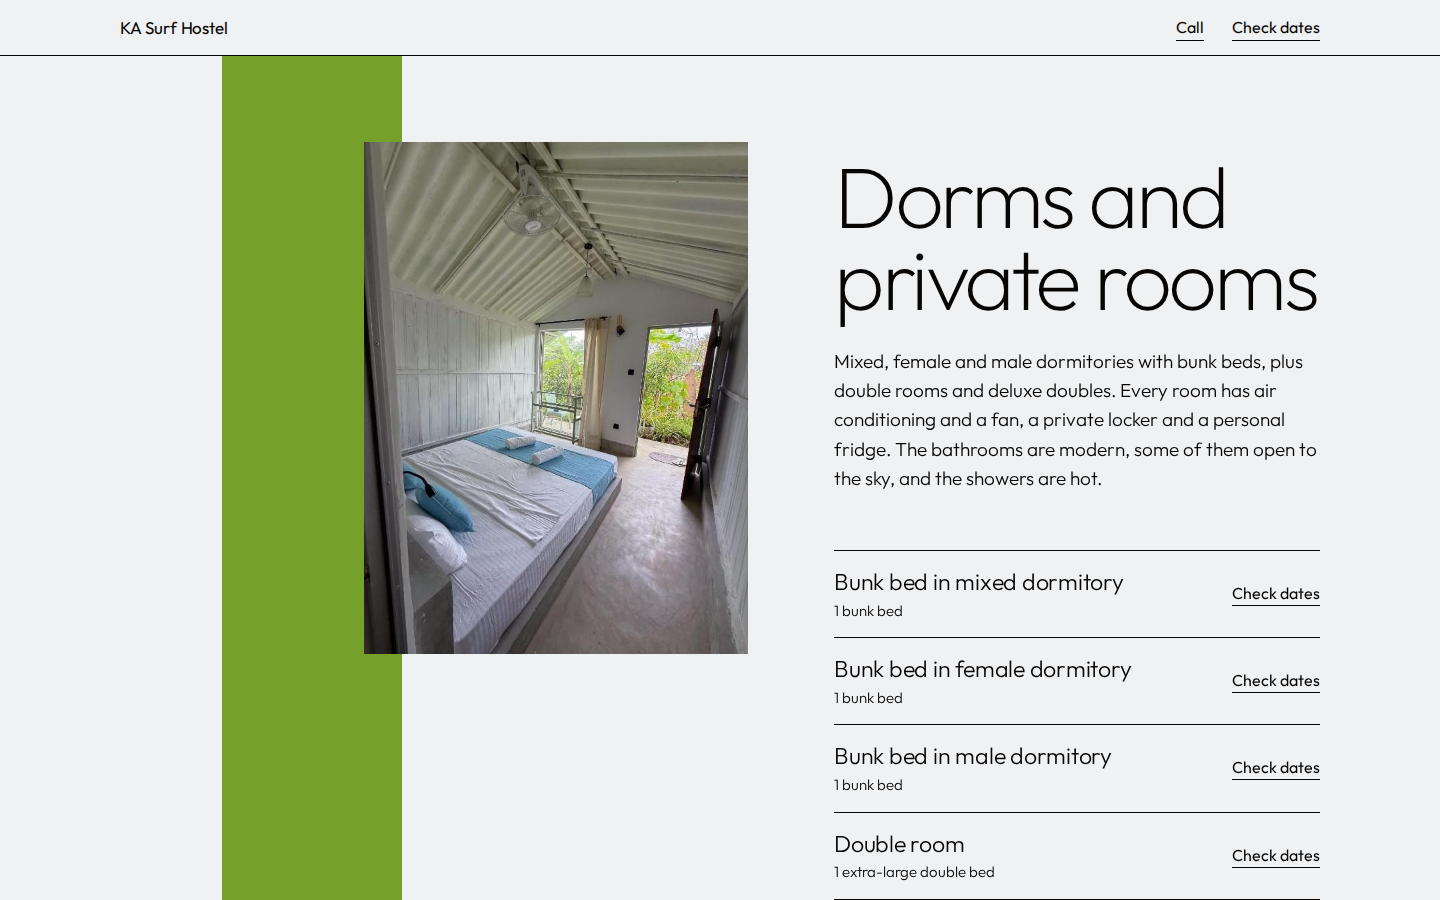 KA Surf Hostel
Call
Check dates
Dorms and
private rooms
Mixed, female and male dormitories with bunk beds, plus
double rooms and deluxe doubles. Every room has air
conditioning and a fan, a private locker and a personal
fridge. The bathrooms are modern, some of them open to
the sky, and the showers are hot.
Bunk bed in mixed dormitory
1 bunk bed
Check dates
Bunk bed in female dormitory
1 bunk bed
Check dates
Bunk bed in male dormitory
1 bunk bed
Check dates
Double room
1 extra-large double bed
Check dates